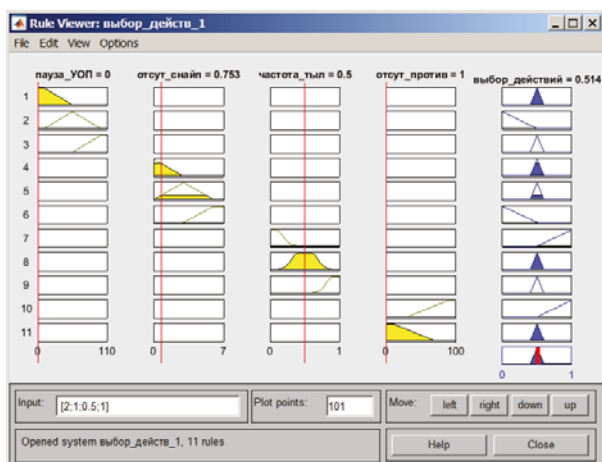 Rule Viewer: выбор_действ_1
File Edit View Options
пауза_УОП = 0 отсут_снайп = 0.753 частота_тыл = 0.5 отсут_против = 1 выбор_действий = 0.514
1
2
3
4
5
6
7
8
9
10
11
0 110 0 7 0 1 0 100
0 1
Input: [2;1;0.5;1] Plot points: 101 Move: left right down up
Opened system выбор_действ_1, 11 rules Help Close